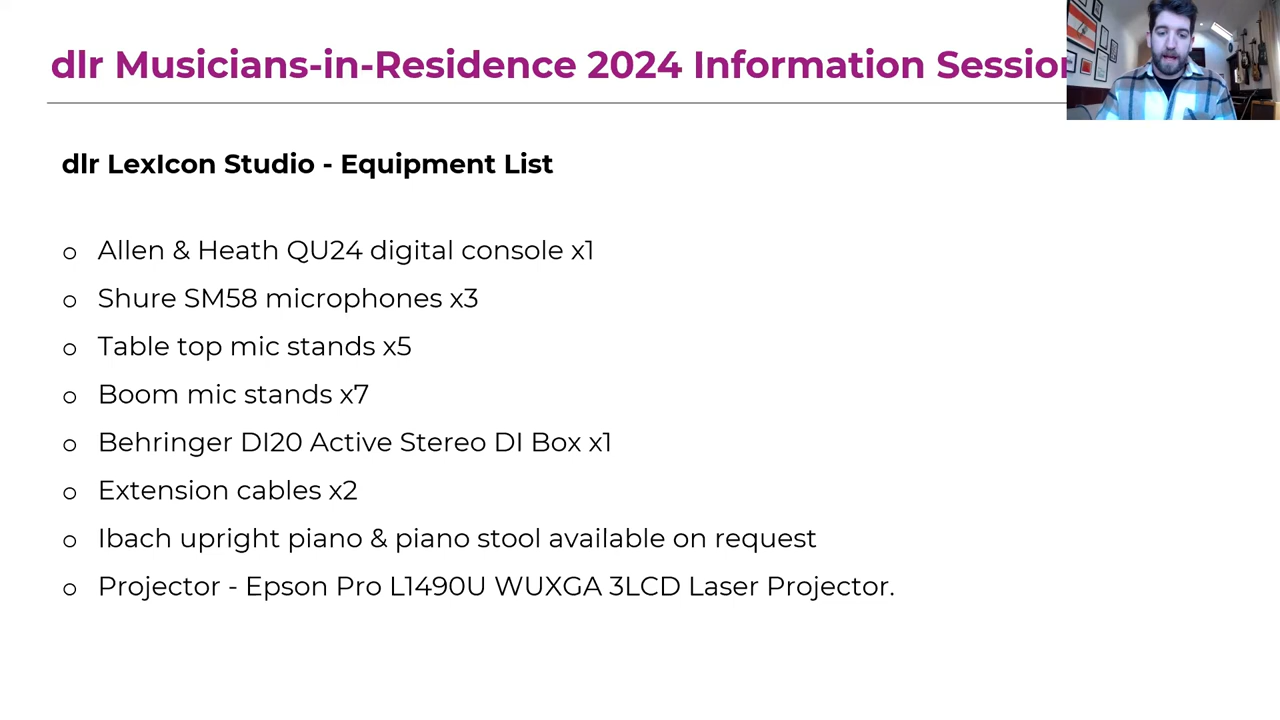 dlr Musicians-in-Residence 2024 Information Session
dlr LexIcon Studio - Equipment List
o Allen & Heath QU24 digital console x1
o Shure SM58 microphones x3
o Table top mic stands x5
o Boom mic stands x7
o Behringer DI20 Active Stereo DI Box x1
o Extension cables x2
o Ibach upright piano & piano stool available on request
o Projector - Epson Pro L1490U WUXGA 3LCD Laser Projector.